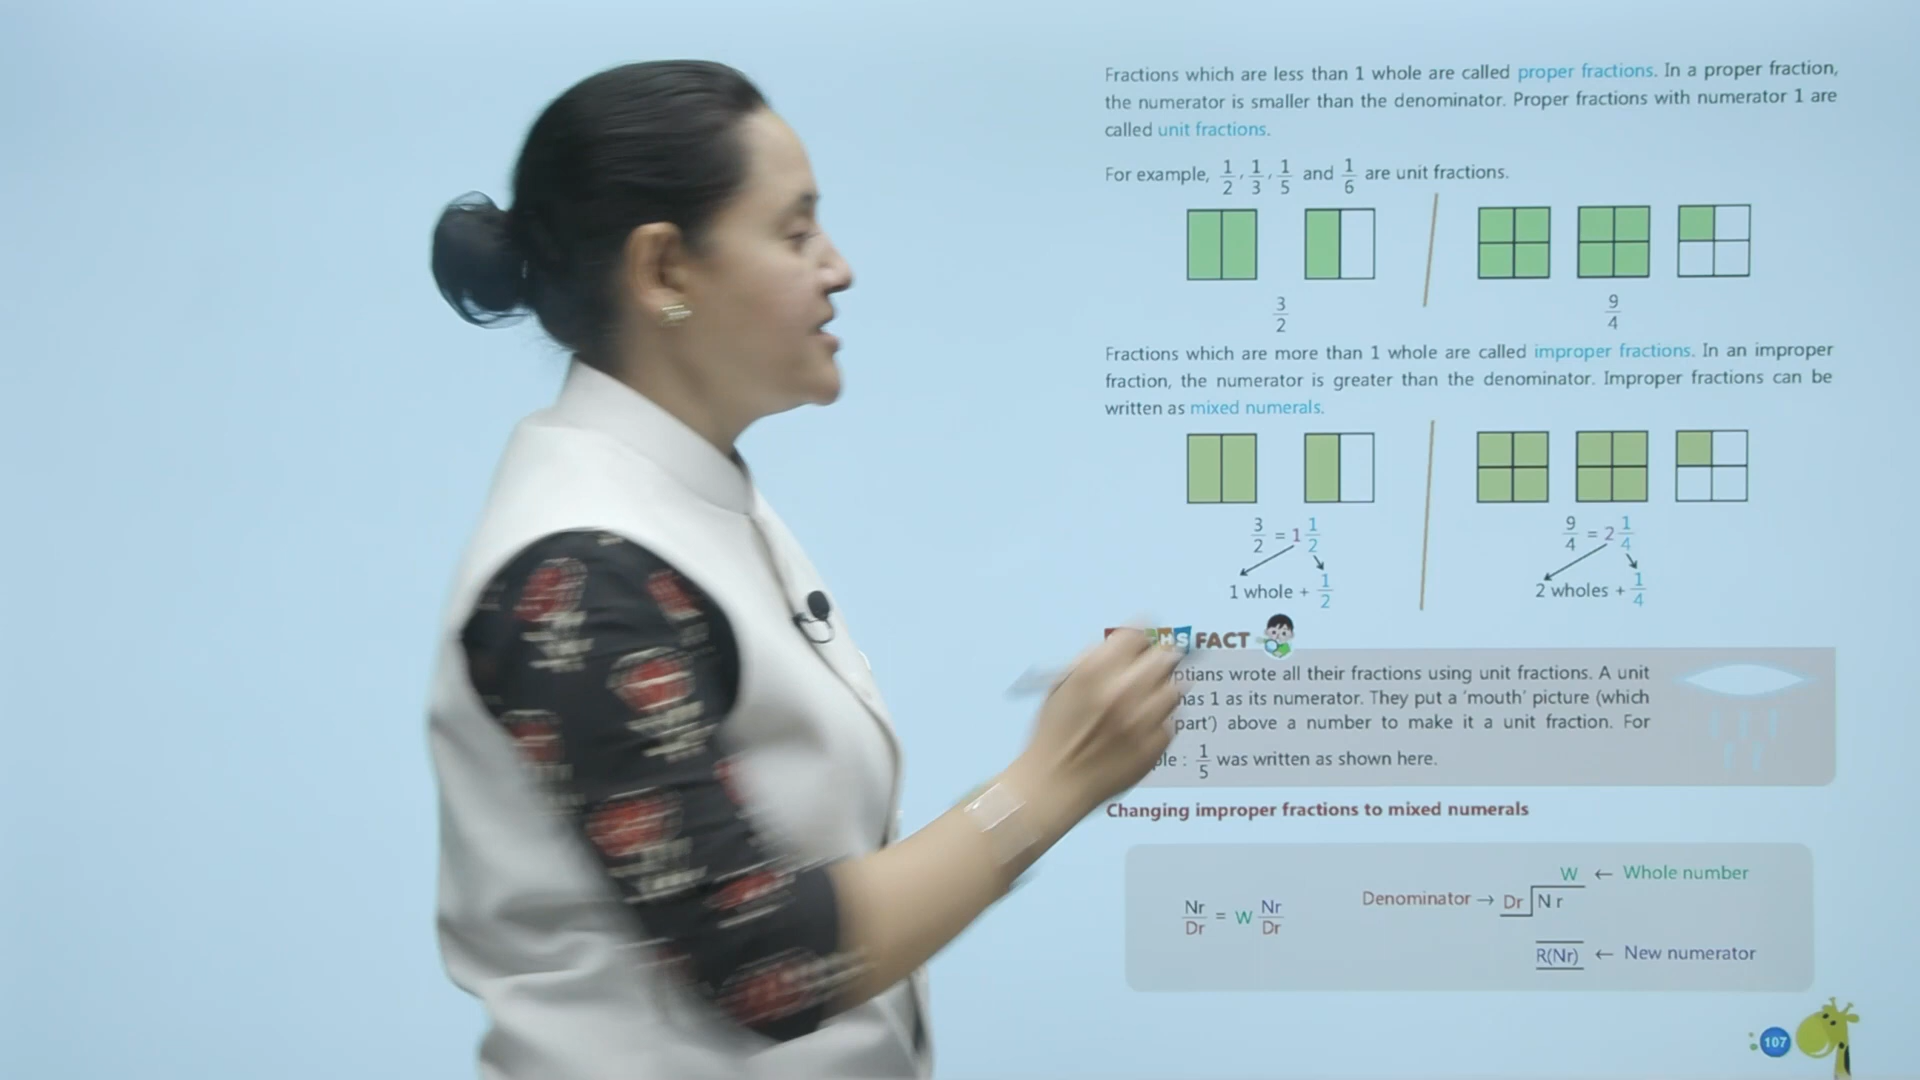 Fractions which are less than 1 whole are called proper fractions. In a proper fraction,
the numerator is smaller than the denominator. Proper fractions with numerator 1 are
called unit fractions.
For example, 1/2, 1/3, 1/5 and 1/6 are unit fractions.
3/2
9/4
Fractions which are more than 1 whole are called improper fractions. In an improper
fraction, the numerator is greater than the denominator. Improper fractions can be
written as mixed numerals.
3/2 = 1 1/2
9/4 = 2 1/4
1 whole + 1/2
2 wholes + 1/4
HS FACT
ptians wrote all their fractions using unit fractions. A unit
has 1 as its numerator. They put a 'mouth' picture (which
'part') above a number to make it a unit fraction. For
ple : 1/5 was written as shown here.
Changing improper fractions to mixed numerals
W ← Whole number
Denominator → Dr Nr
Nr/Dr = W Nr/Dr
R(Nr) ← New numerator
107